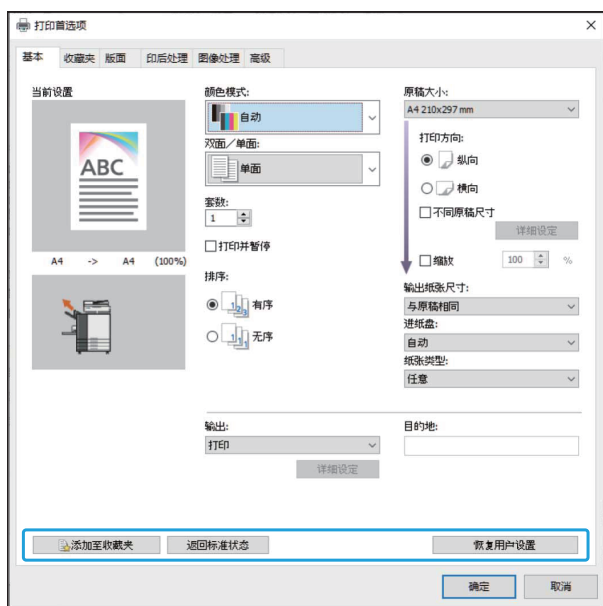 打印首选项
基本 收藏夹 版面 印后处理 图像处理 高级
当前设置
ABC
A4 -> A4 (100%)
颜色模式:
自动
双面／单面:
单面
套数:
1
打印并暂停
排序:
有序
无序
原稿大小:
A4 210x297 mm
打印方向:
纵向
横向
不同原稿尺寸
详细设定
缩放 100 %
输出纸张尺寸:
与原稿相同
进纸盘:
自动
纸张类型:
任意
输出:
打印
详细设定
目的地:
添加至收藏夹 返回标准状态 恢复用户设置
确定 取消